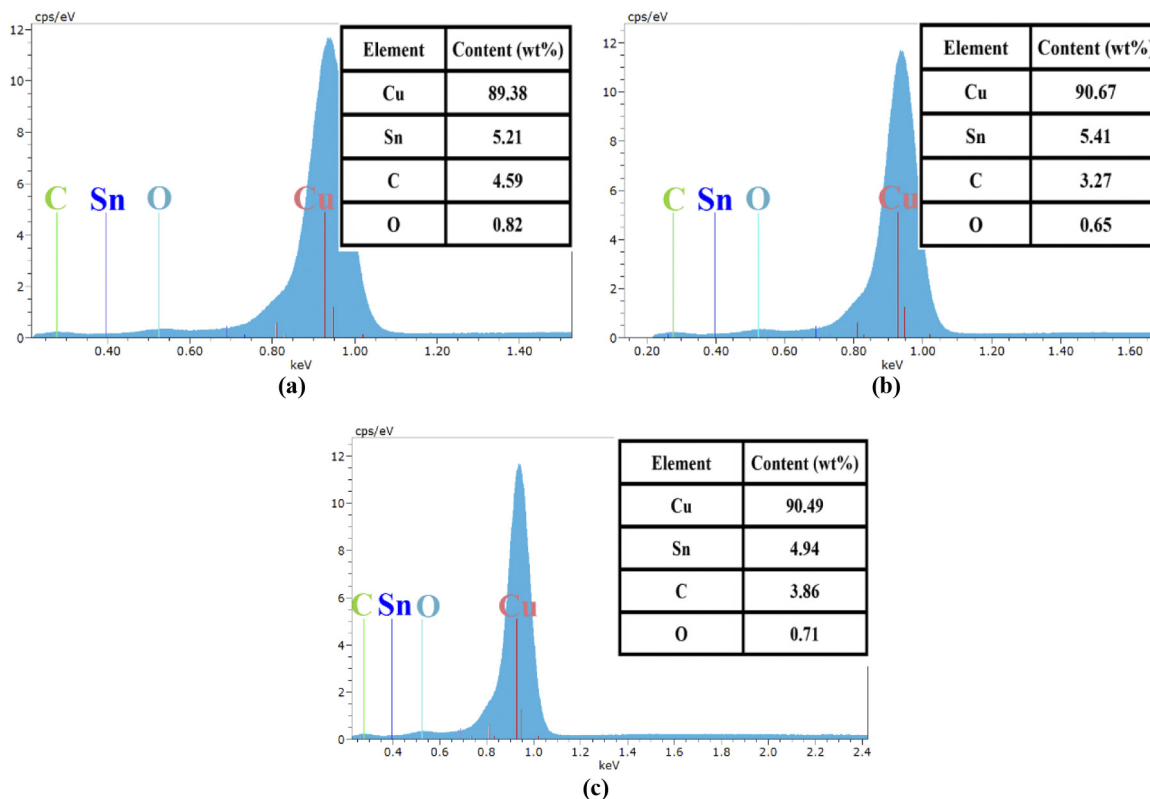 cps/eV
12
10
8
6
4
2
0
C Sn O Cu
0.40 0.60 0.80 1.00 1.20 1.40
keV
Element Content (wt%)
Cu 89.38
Sn 5.21
C 4.59
O 0.82
(a)
cps/eV
12
10
8
6
4
2
0
C Sn O Cu
0.20 0.40 0.60 0.80 1.00 1.20 1.40 1.60
keV
Element Content (wt%)
Cu 90.67
Sn 5.41
C 3.27
O 0.65
(b)
cps/eV
12
10
8
6
4
2
0
C Sn O Cu
0.4 0.6 0.8 1.0 1.2 1.4 1.6 1.8 2.0 2.2 2.4
keV
Element Content (wt%)
Cu 90.49
Sn 4.94
C 3.86
O 0.71
(c)